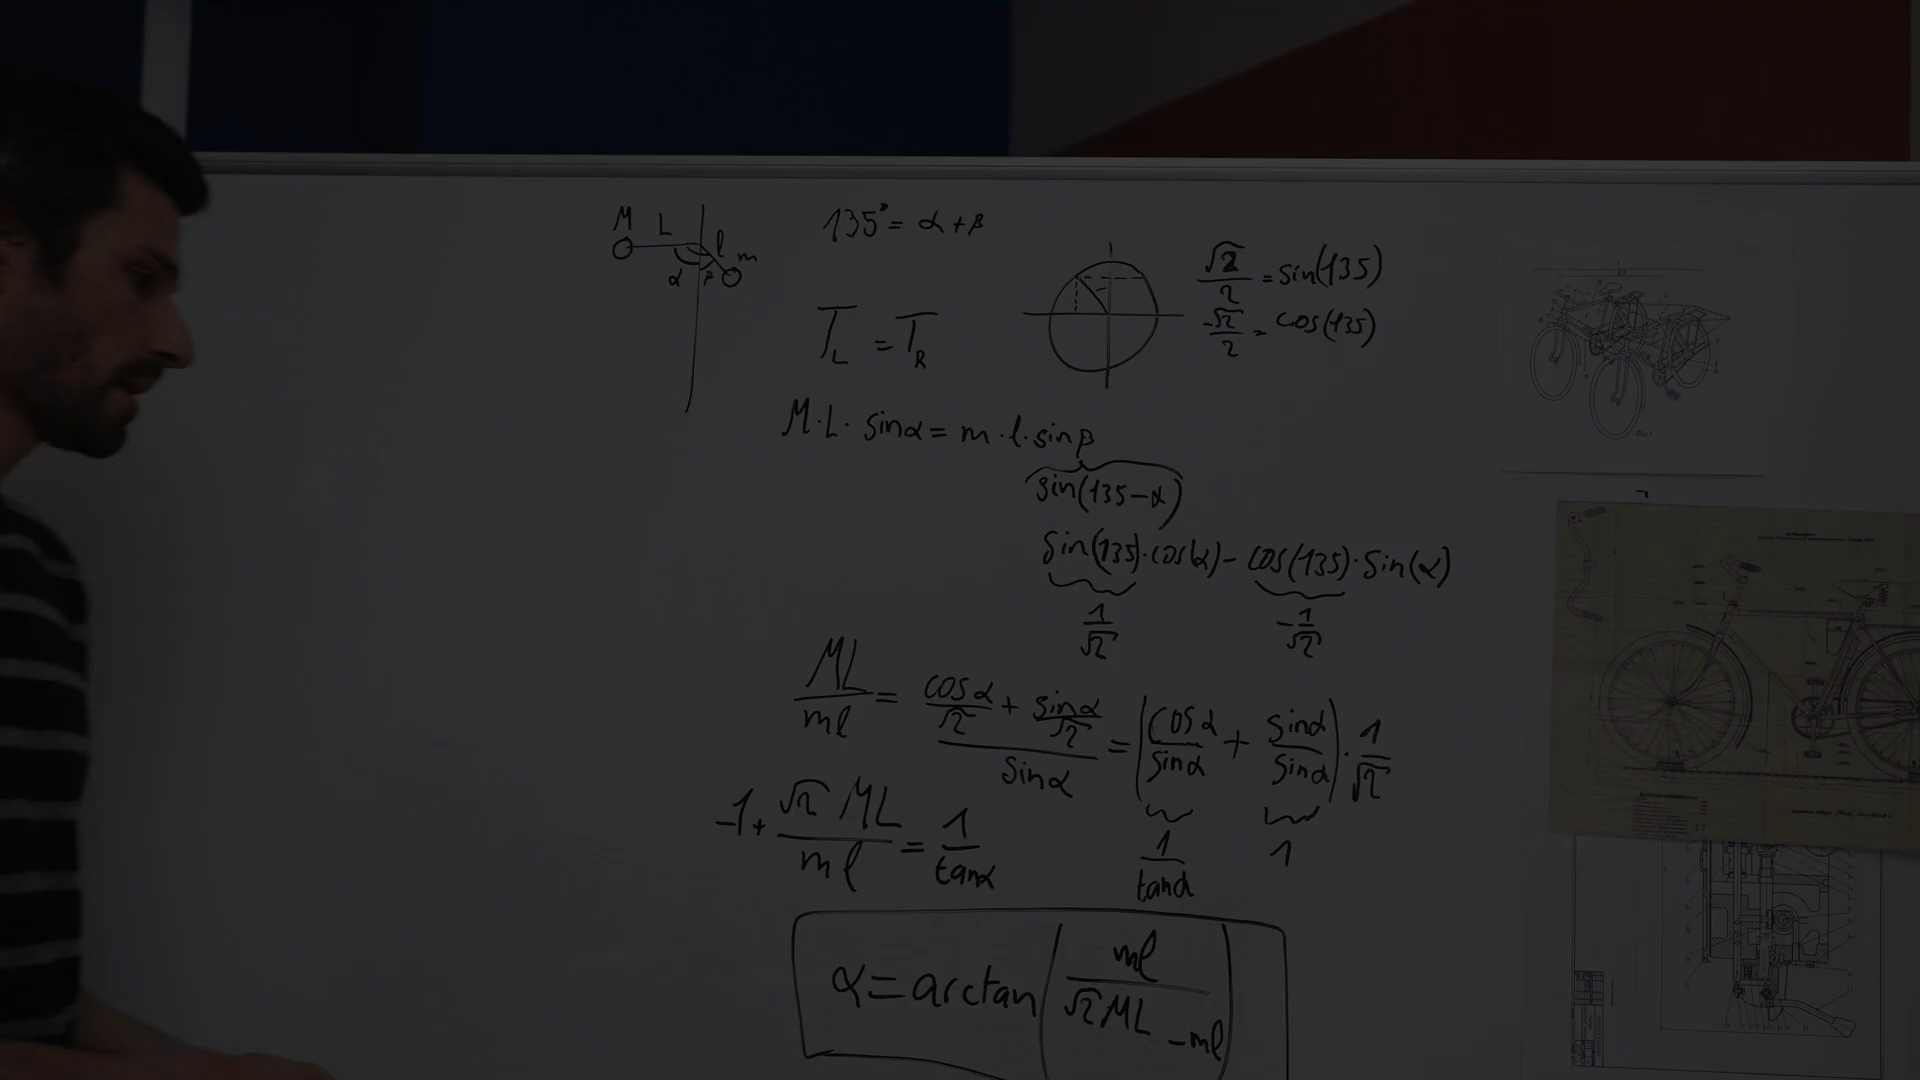 M L
l m
α β
135° = α + β
√2/2 = sin(135)
-√2/2 = cos(135)
T_L = T_R
M · L · sinα = m · l · sinβ
sin(135 - α)
sin(135) · cos(α) - cos(135) · sin(α)
1/√2 -1/√2
ML/ml = (cosα/√2 + sinα/√2)/sinα = (cosα/sinα + sinα/sinα) · 1/√2
-1 + √2 ML/ml = 1/tanα
1/tanα 1
α = arctan(ml/(√2 ML - ml))